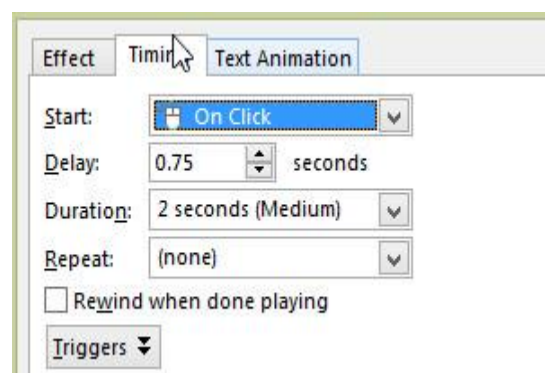 Effect Timing Text Animation
Start: On Click
Delay: 0.75 seconds
Duration: 2 seconds (Medium)
Repeat: (none)
Rewind when done playing
Triggers